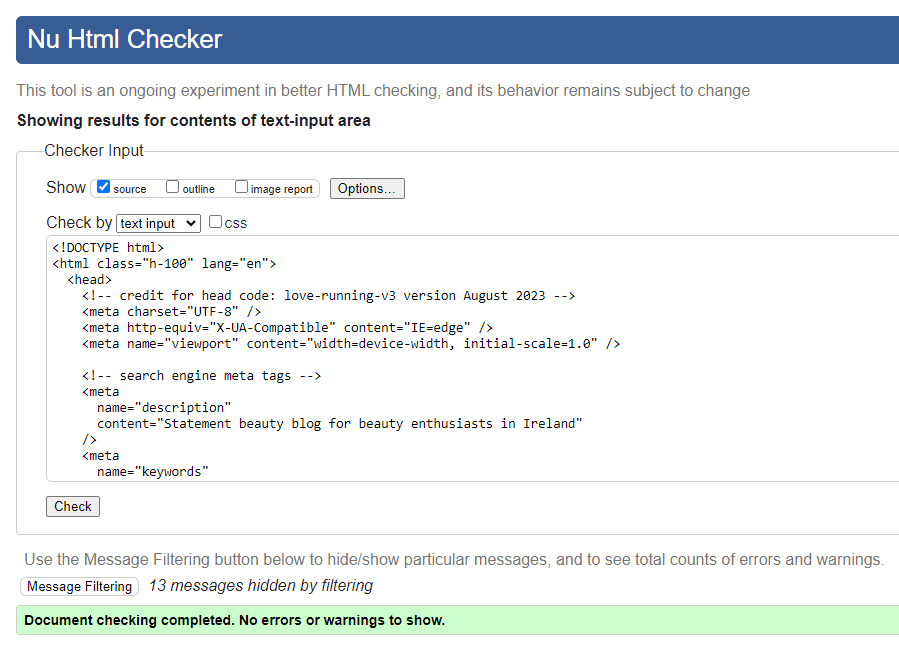 Nu Html Checker
This tool is an ongoing experiment in better HTML checking, and its behavior remains subject to change
Showing results for contents of text-input area
Checker Input
Show source outline image report Options...
Check by text input css
<!DOCTYPE html>
<html class="h-100" lang="en">
<head>
<!-- credit for head code: love-running-v3 version August 2023 -->
<meta charset="UTF-8" />
<meta http-equiv="X-UA-Compatible" content="IE=edge" />
<meta name="viewport" content="width=device-width, initial-scale=1.0" />
<!-- search engine meta tags -->
<meta
name="description"
content="Statement beauty blog for beauty enthusiasts in Ireland"
/>
<meta
name="keywords"
Check
Use the Message Filtering button below to hide/show particular messages, and to see total counts of errors and warnings.
Message Filtering 13 messages hidden by filtering
Document checking completed. No errors or warnings to show.